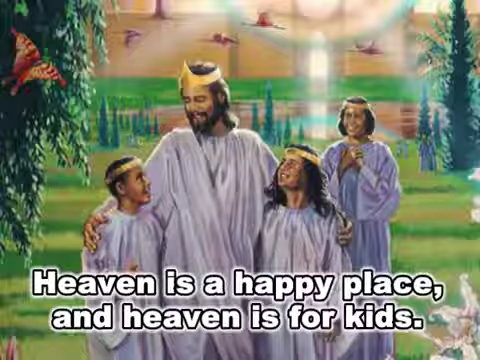 Heaven is a happy place,
and heaven is for kids.